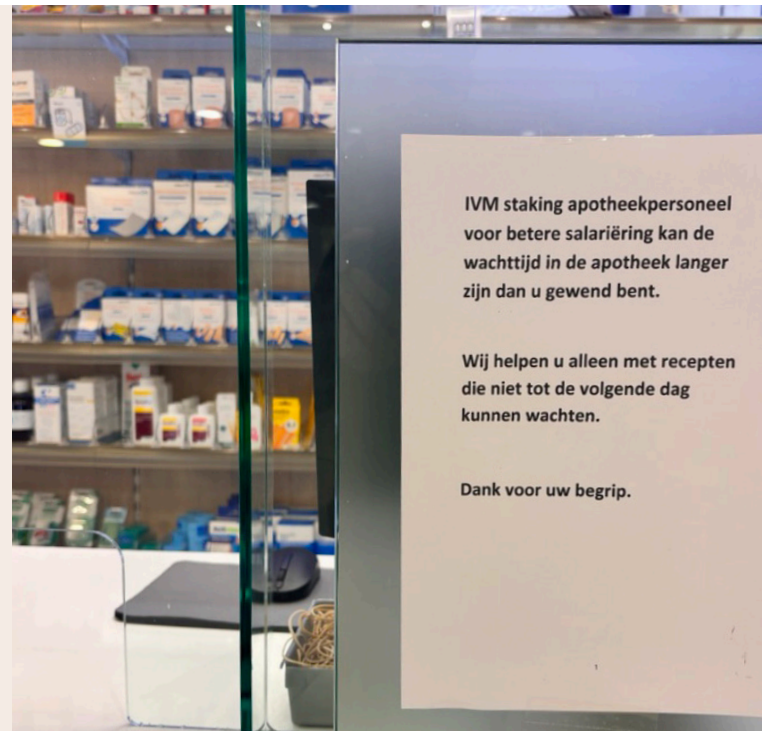 IVM staking apotheekpersoneel
voor betere salariëring kan de
wachttijd in de apotheek langer
zijn dan u gewend bent.
Wij helpen u alleen met recepten
die niet tot de volgende dag
kunnen wachten.
Dank voor uw begrip.